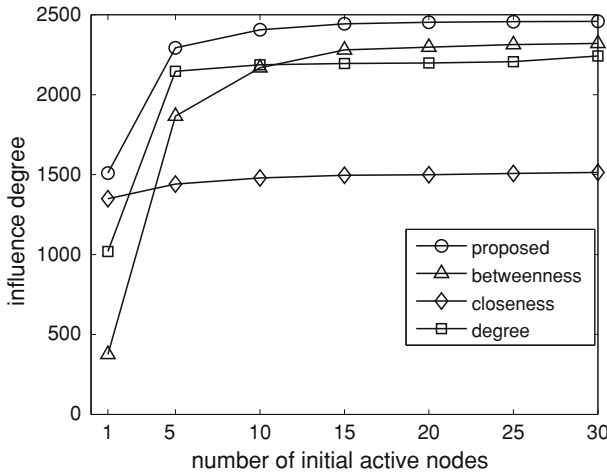 2500
2000
1500
1000
500
0
influence degree
proposed
betweenness
closeness
degree
1 5 10 15 20 25 30
number of initial active nodes